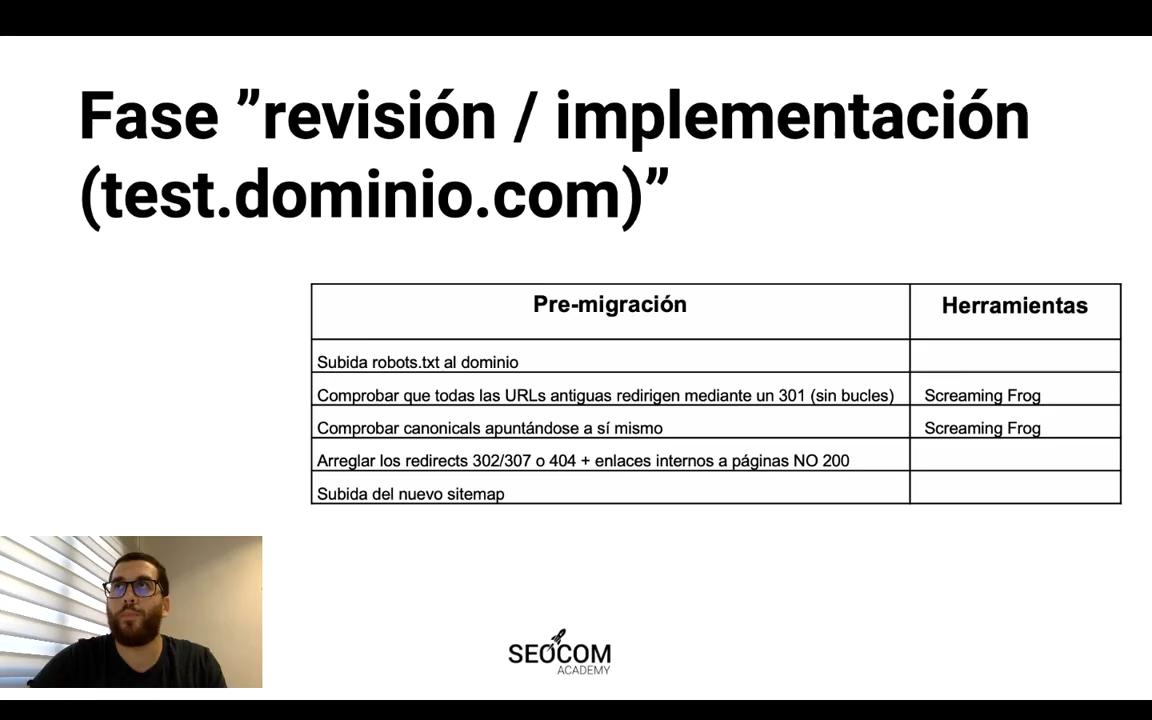 Fase ”revisión / implementación
(test.dominio.com)”
Pre-migración Herramientas
Subida robots.txt al dominio
Comprobar que todas las URLs antiguas redirigen mediante un 301 (sin bucles) Screaming Frog
Comprobar canonicals apuntándose a sí mismo Screaming Frog
Arreglar los redirects 302/307 o 404 + enlaces internos a páginas NO 200
Subida del nuevo sitemap
SEOCOM
ACADEMY